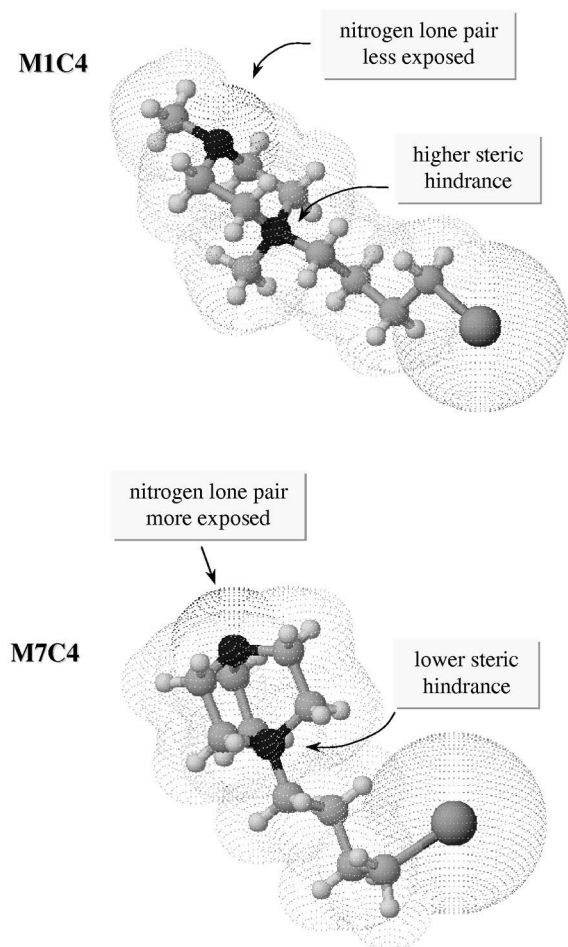 M1C4
nitrogen lone pair
less exposed
higher steric
hindrance
nitrogen lone pair
more exposed
M7C4
lower steric
hindrance